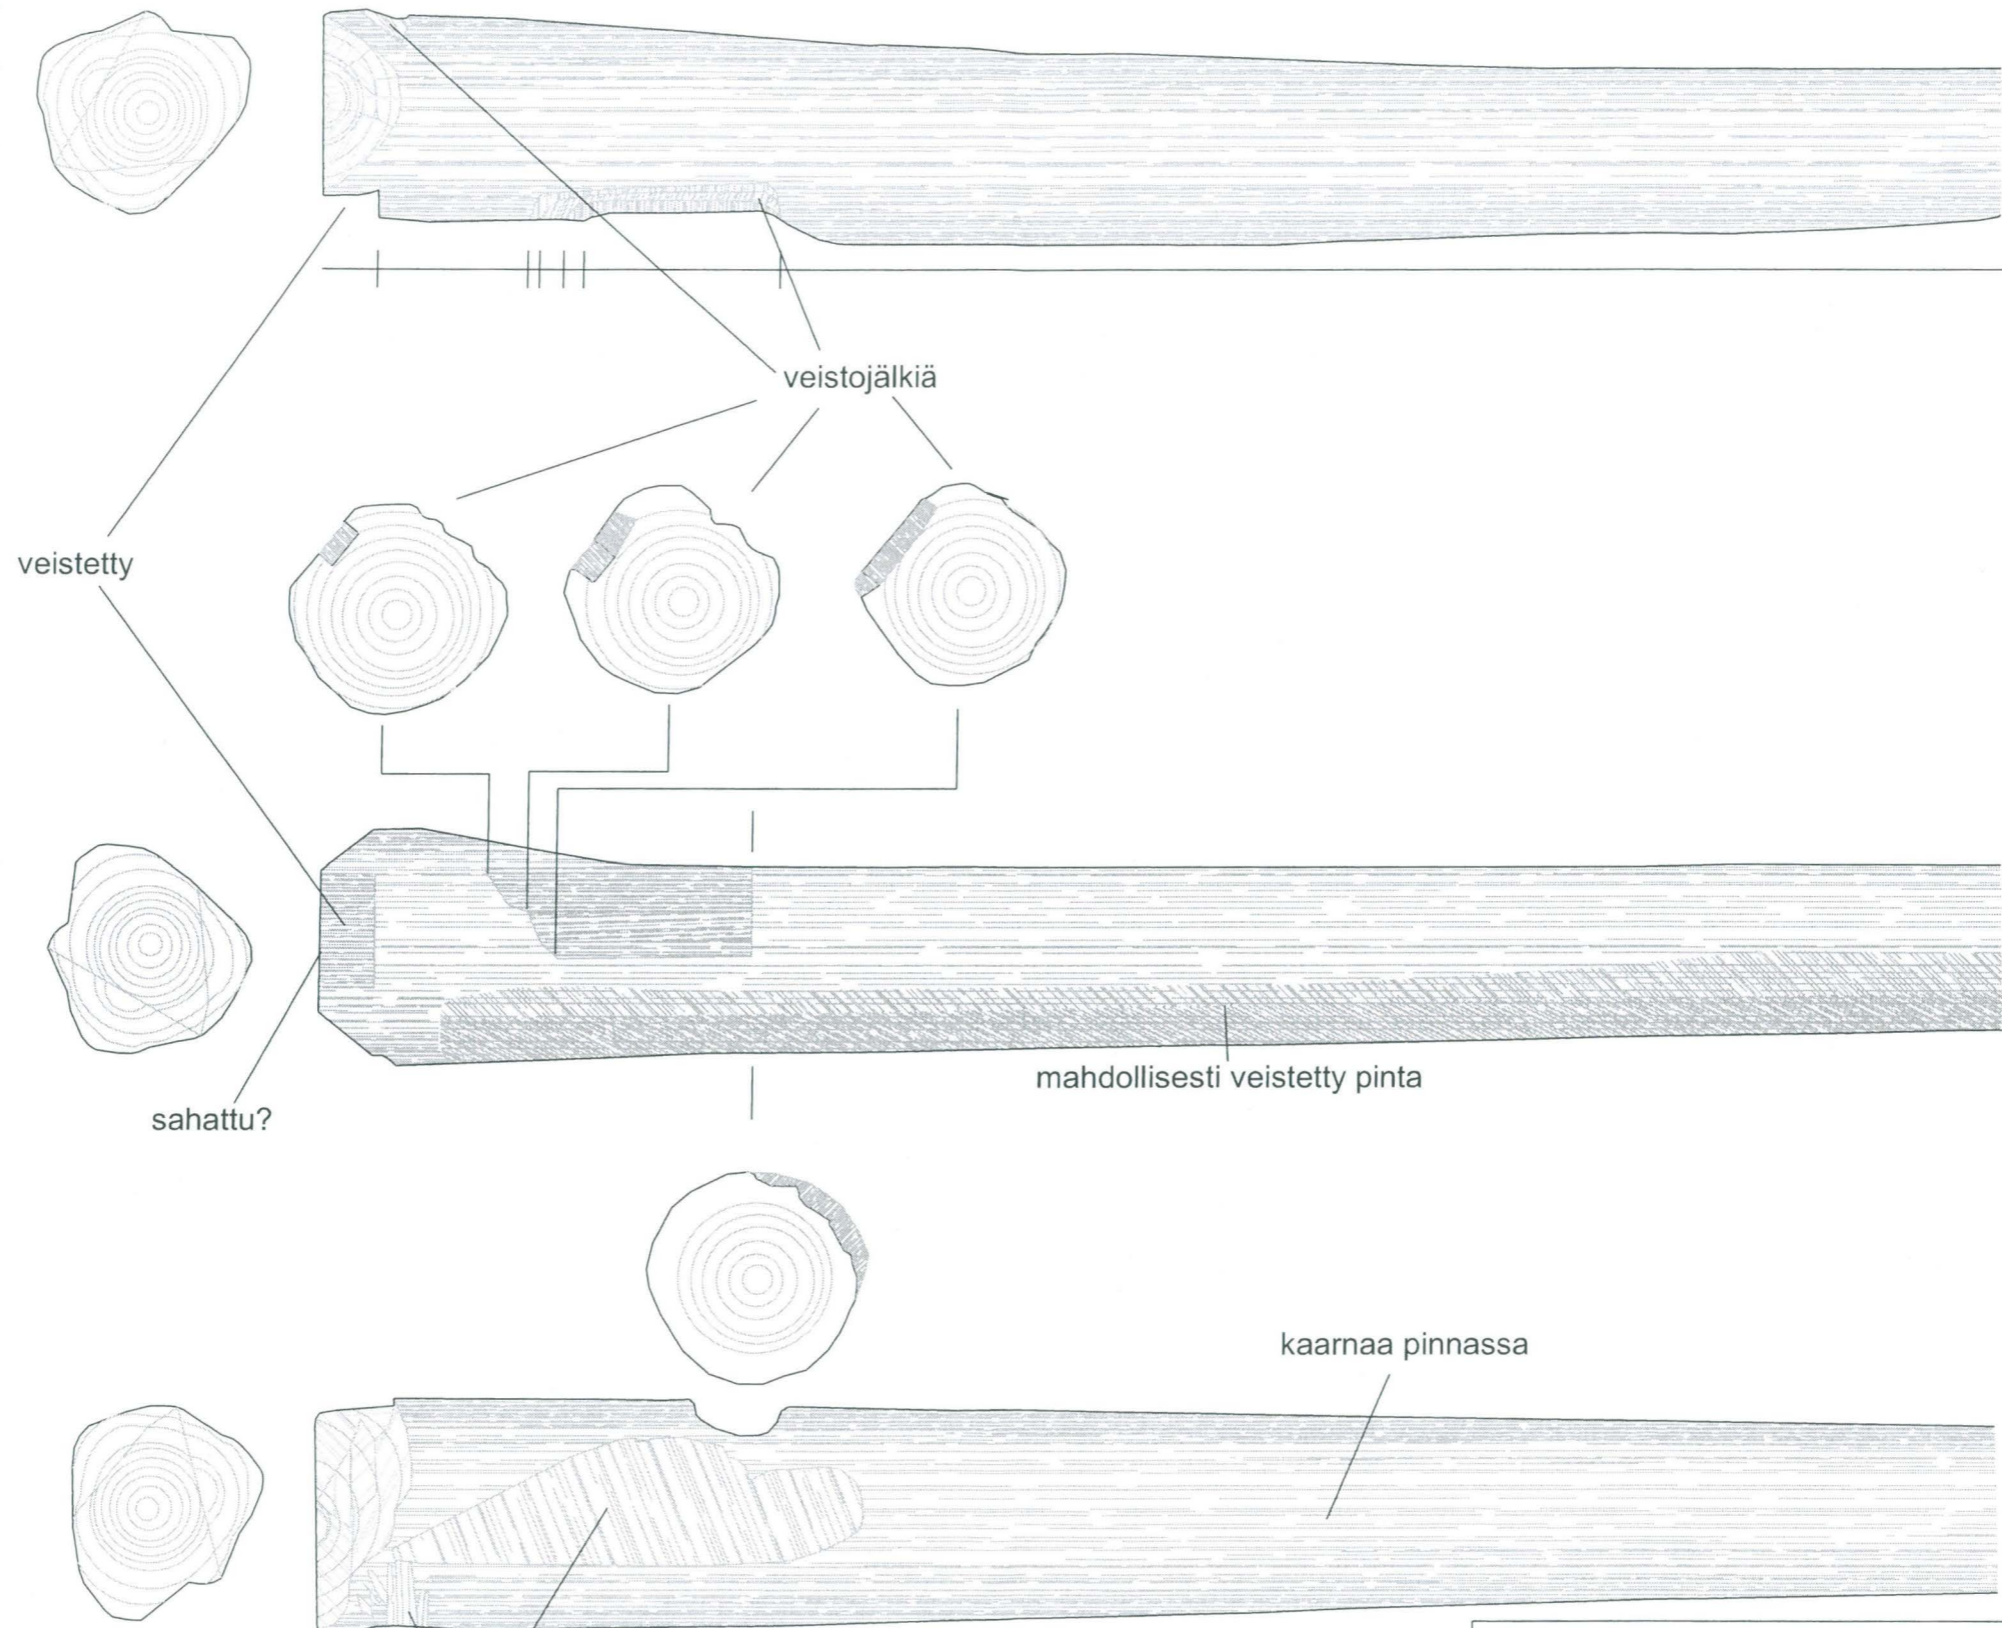 veistojälkiä
veistetty
mahdollisesti veistetty pinta
sahattu?
kaarnaa pinnassa